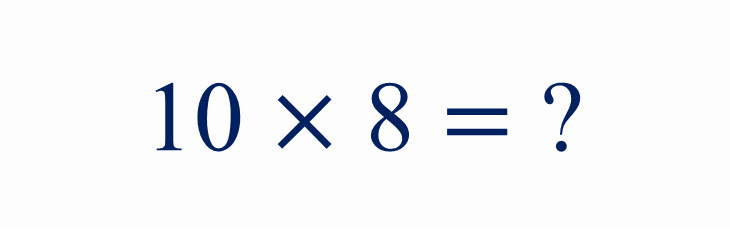 10 × 8 = ?